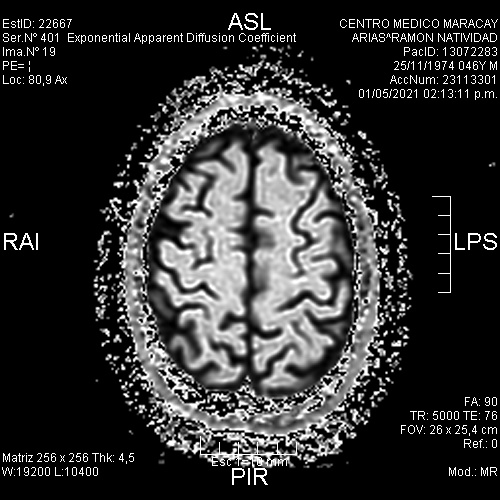 EstID: 22667
Ser.Nº 401 Exponential Apparent Diffusion Coefficient
Ima.Nº 19
PE= ¦
Loc: 80,9 Ax
ASL
CENTRO MEDICO MARACAY
ARIAS^RAMON NATIVIDAD
PacID: 13072283
25/11/1974 046Y M
AccNum: 23113301
01/05/2021 02:13:11 p.m.
RAI
LPS
FA: 90
TR: 5000 TE: 76
FOV: 26 x 25,4 cm
Ref.: 0
Matriz 256 x 256 Thk: 4,5
W:19200 L:10400
PIR
Mod.: MR